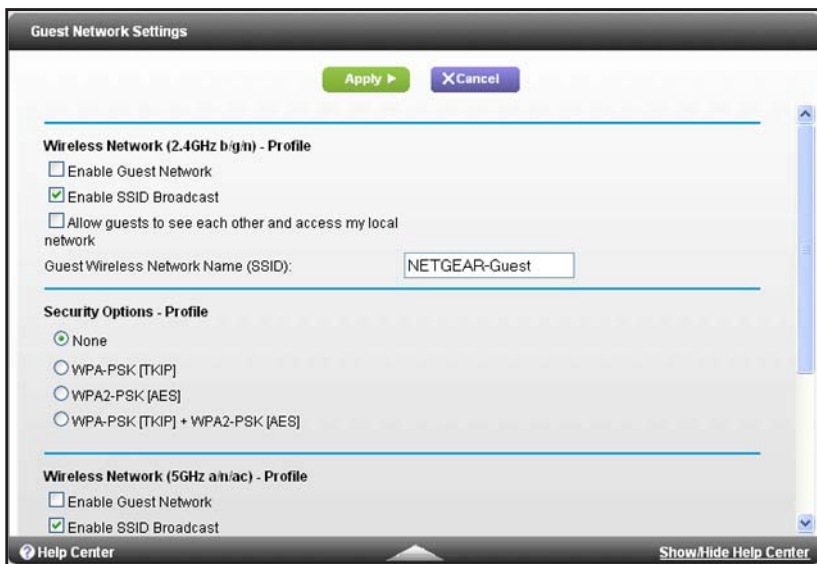 Guest Network Settings
Apply ▶
XCancel
Wireless Network (2.4GHz b/g/n) - Profile
Enable Guest Network
Enable SSID Broadcast
Allow guests to see each other and access my local
network
Guest Wireless Network Name (SSID):
NETGEAR-Guest
Security Options - Profile
None
WPA-PSK [TKIP]
WPA2-PSK [AES]
WPA-PSK [TKIP] + WPA2-PSK [AES]
Wireless Network (5GHz a/n/ac) - Profile
Enable Guest Network
Enable SSID Broadcast
? Help Center
Show/Hide Help Center